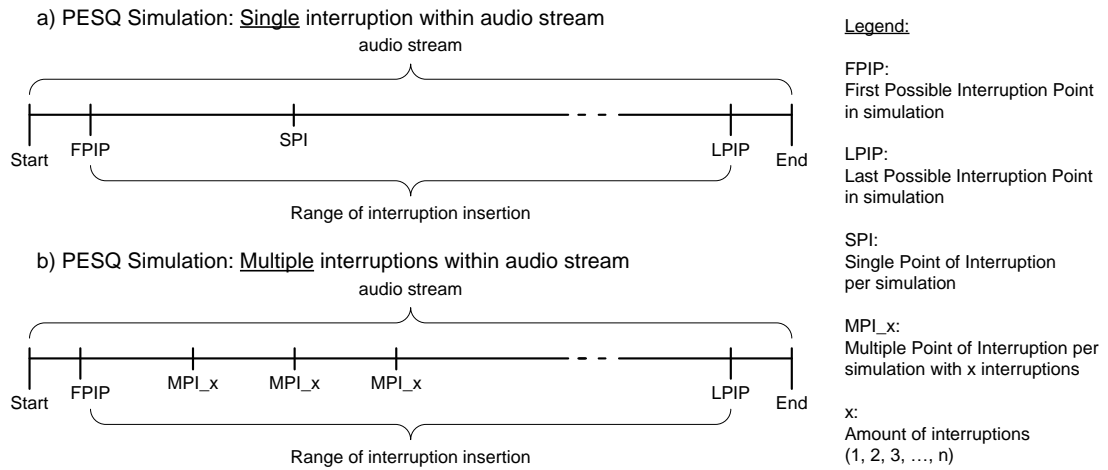 a) PESQ Simulation: Single interruption within audio stream
audio stream
Start
FPIP
SPI
LPIP
End
Range of interruption insertion
b) PESQ Simulation: Multiple interruptions within audio stream
audio stream
Start
FPIP
MPI_x
MPI_x
MPI_x
LPIP
End
Range of interruption insertion
Legend:
FPIP:
First Possible Interruption Point
in simulation
LPIP:
Last Possible Interruption Point
in simulation
SPI:
Single Point of Interruption
per simulation
MPI_x:
Multiple Point of Interruption per
simulation with x interruptions
x:
Amount of interruptions
(1, 2, 3, …, n)